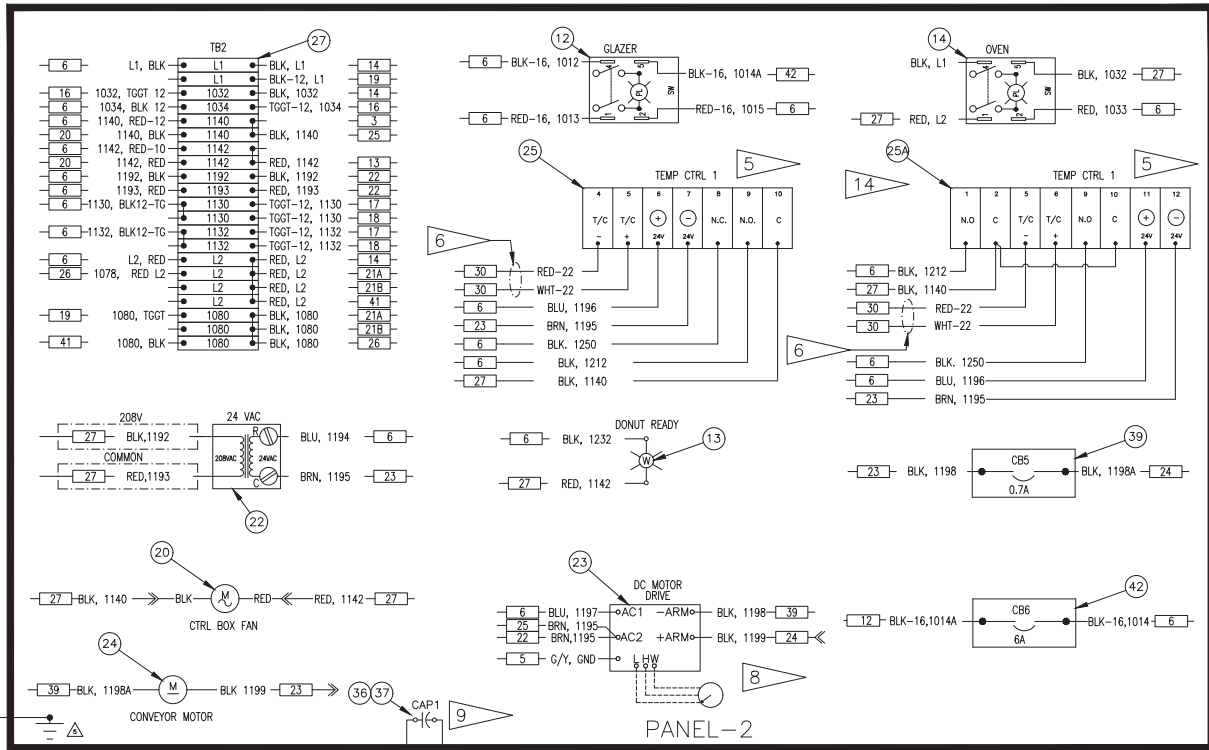 TB2
27
6 L1, BLK L1 BLK, L1 14
L1 BLK-12, L1 19
16 1032, TGGT 12 1032 BLK, 1032 14
6 1034, BLK 12 1034 TGGT-12, 1034 16
6 1140, RED-12 1140 3
20 1140, BLK 1140 BLK, 1140 25
6 1142, RED-10 1142
20 1142, RED 1142 RED, 1142 13
6 1192, BLK 1192 BLK, 1192 22
6 1193, RED 1193 RED, 1193 22
6 1130, BLK12-TG 1130 TGGT-12, 1130 17
1130 TGGT-12, 1130 18
6 1132, BLK12-TG 1132 TGGT-12, 1132 17
1132 TGGT-12, 1132 18
6 L2, RED L2 RED, L2 14
26 1078, RED L2 L2 RED, L2 21A
L2 RED, L2 21B
L2 RED, L2 41
19 1080, TGGT 1080 BLK, 1080 21A
1080 BLK, 1080 21B
41 1080, BLK 1080 BLK, 1080 26
12
GLAZER
6 BLK-16, 1012 4 5 BLK-16, 1014A 42
PL SW
6 RED-16, 1013 1 2 RED-16, 1015 6
14
OVEN
BLK, L1 4 5 BLK, 1032 27
PL SW
27 RED, L2 1 2 RED, 1033 6
25
TEMP CTRL 1
5
4 5 6 7 8 9 10
T/C T/C + - N.C. N.O. C
- + 24V 24V
6
30 RED-22
30 WHT-22
6 BLU, 1196
23 BRN, 1195
6 BLK. 1250
6 BLK, 1212
27 BLK, 1140
25A
14
TEMP CTRL 1
5
1 2 5 6 9 10 11 12
N.O C T/C T/C N.O C + -
- + 24V 24V
6 BLK, 1212
27 BLK, 1140
30 RED-22
30 WHT-22
6
6 BLK. 1250
6 BLU, 1196
23 BRN, 1195
208V
27 BLK,1192
COMMON
27 RED,1193
24 VAC
R
208VAC 24VAC
C
BLU, 1194 6
BRN, 1195 23
22
DONUT READY
6 BLK, 1232
W
13
27 RED, 1142
39
23 BLK, 1198 CB5 BLK, 1198A 24
0.7A
20
27 BLK, 1140 BLK M RED RED, 1142 27
CTRL BOX FAN
24
39 BLK, 1198A M BLK 1199 23
CONVEYOR MOTOR
36 37
CAP1
9
23
DC MOTOR
DRIVE
6 BLU, 1197 AC1 -ARM BLK, 1198 39
25 BRN, 1195
22 BRN,1195 AC2 +ARM BLK, 1199 24
5 G/Y, GND L H W
8
42
12 BLK-16,1014A CB6 BLK-16,1014 6
6A
PANEL-2